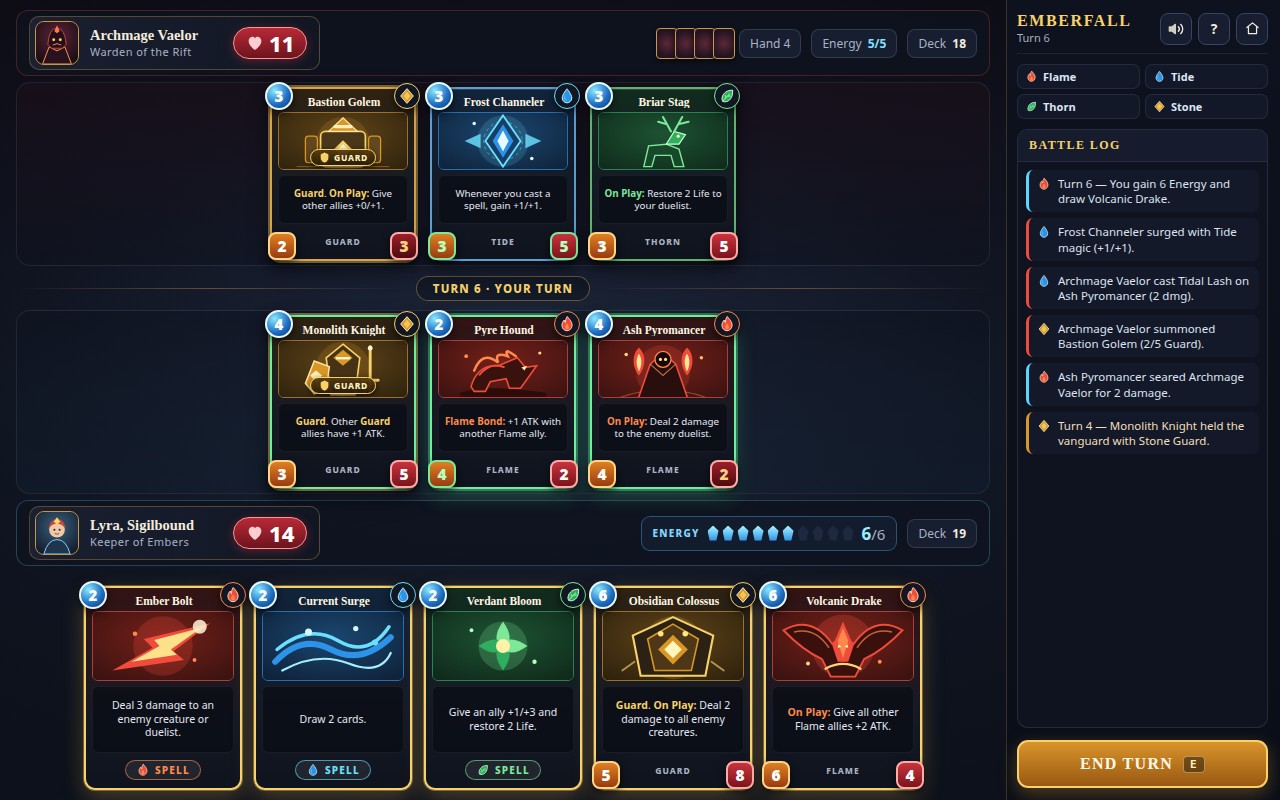 Archmage Vaelor
Warden of the Rift
11
Hand 4
Energy 5/5
Deck 18
3
Bastion Golem
GUARD
Guard. On Play: Give
other allies +0/+1.
2
GUARD
3
3
Frost Channeler
Whenever you cast a
spell, gain +1/+1.
3
TIDE
5
3
Briar Stag
On Play: Restore 2 Life to
your duelist.
3
THORN
5
TURN 6 · YOUR TURN
4
Monolith Knight
GUARD
Guard. Other Guard
allies have +1 ATK.
3
GUARD
5
2
Pyre Hound
Flame Bond: +1 ATK with
another Flame ally.
4
FLAME
2
4
Ash Pyromancer
On Play: Deal 2 damage
to the enemy duelist.
4
FLAME
2
Lyra, Sigilbound
Keeper of Embers
14
ENERGY
6/6
Deck 19
2
Ember Bolt
Deal 3 damage to an
enemy creature or
duelist.
SPELL
2
Current Surge
Draw 2 cards.
SPELL
2
Verdant Bloom
Give an ally +1/+3 and
restore 2 Life.
SPELL
6
Obsidian Colossus
Guard. On Play: Deal 2
damage to all enemy
creatures.
5
GUARD
8
6
Volcanic Drake
On Play: Give all other
Flame allies +2 ATK.
6
FLAME
4
EMBERFALL
Turn 6
?
Flame
Tide
Thorn
Stone
BATTLE LOG
Turn 6 — You gain 6 Energy and
draw Volcanic Drake.
Frost Channeler surged with Tide
magic (+1/+1).
Archmage Vaelor cast Tidal Lash on
Ash Pyromancer (2 dmg).
Archmage Vaelor summoned
Bastion Golem (2/5 Guard).
Ash Pyromancer seared Archmage
Vaelor for 2 damage.
Turn 4 — Monolith Knight held the
vanguard with Stone Guard.
END TURN E